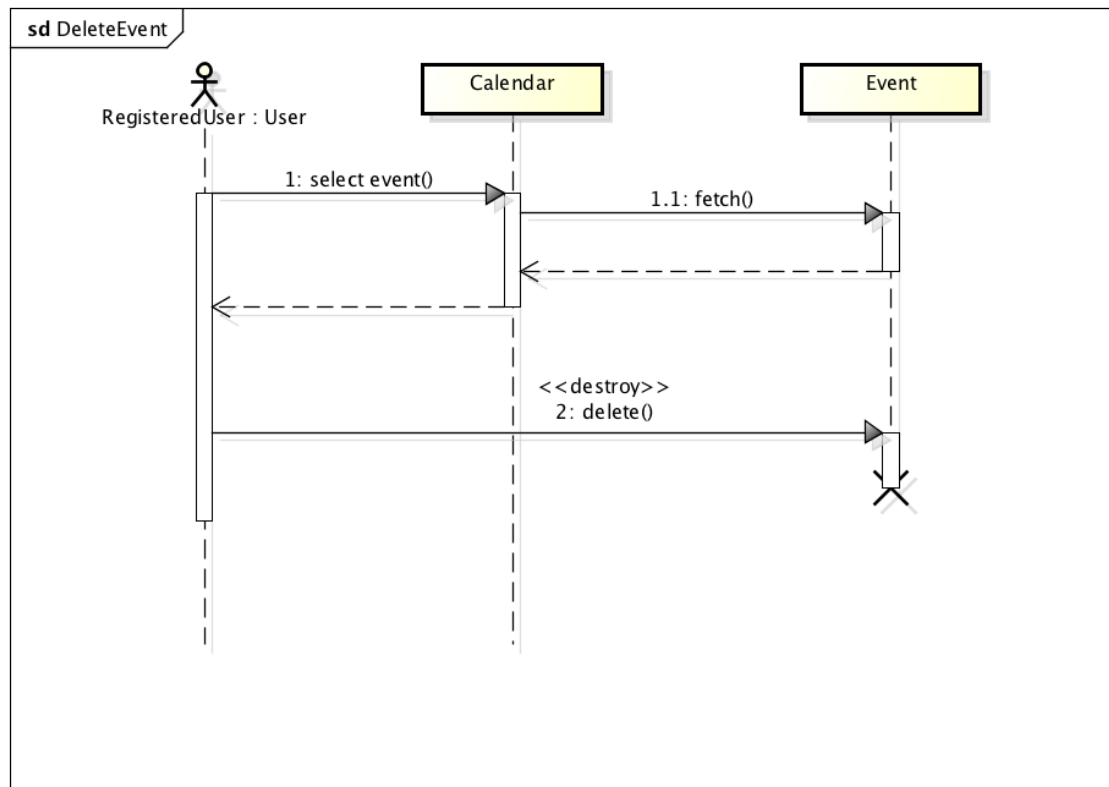 sd DeleteEvent
Calendar
Event
RegisteredUser : User
1: select event()
1.1: fetch()
<<destroy>>
2: delete()